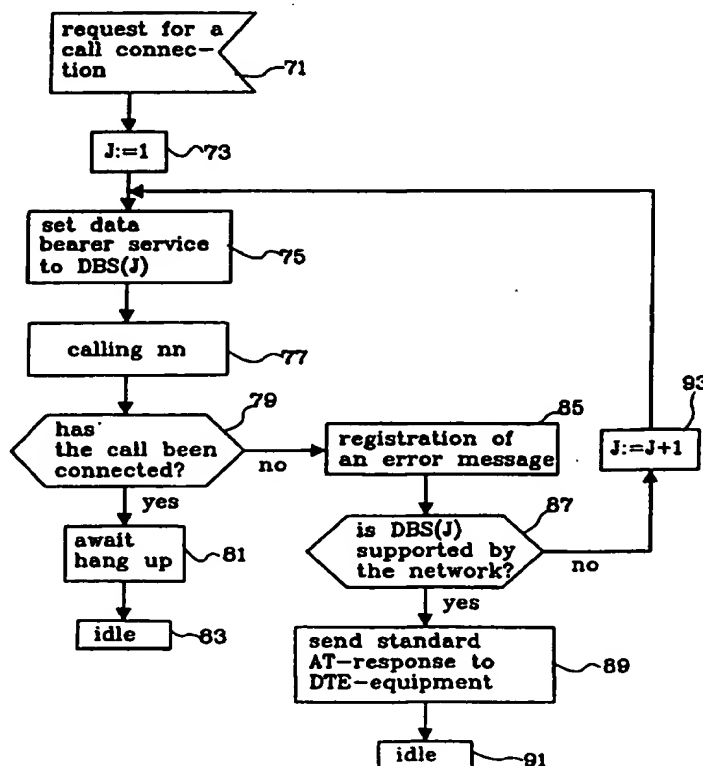 request for a
call connec-
tion
71
J:=1
73
set data
bearer service
to DBS(J)
75
calling nn
77
79
has
the call been
connected?
no
yes
85
registration of
an error message
93
J:=J+1
87
is DBS(J)
supported by
the network?
no
yes
await
hang up
81
idle
83
send standard
AT-response to
DTE-equipment
89
idle
91